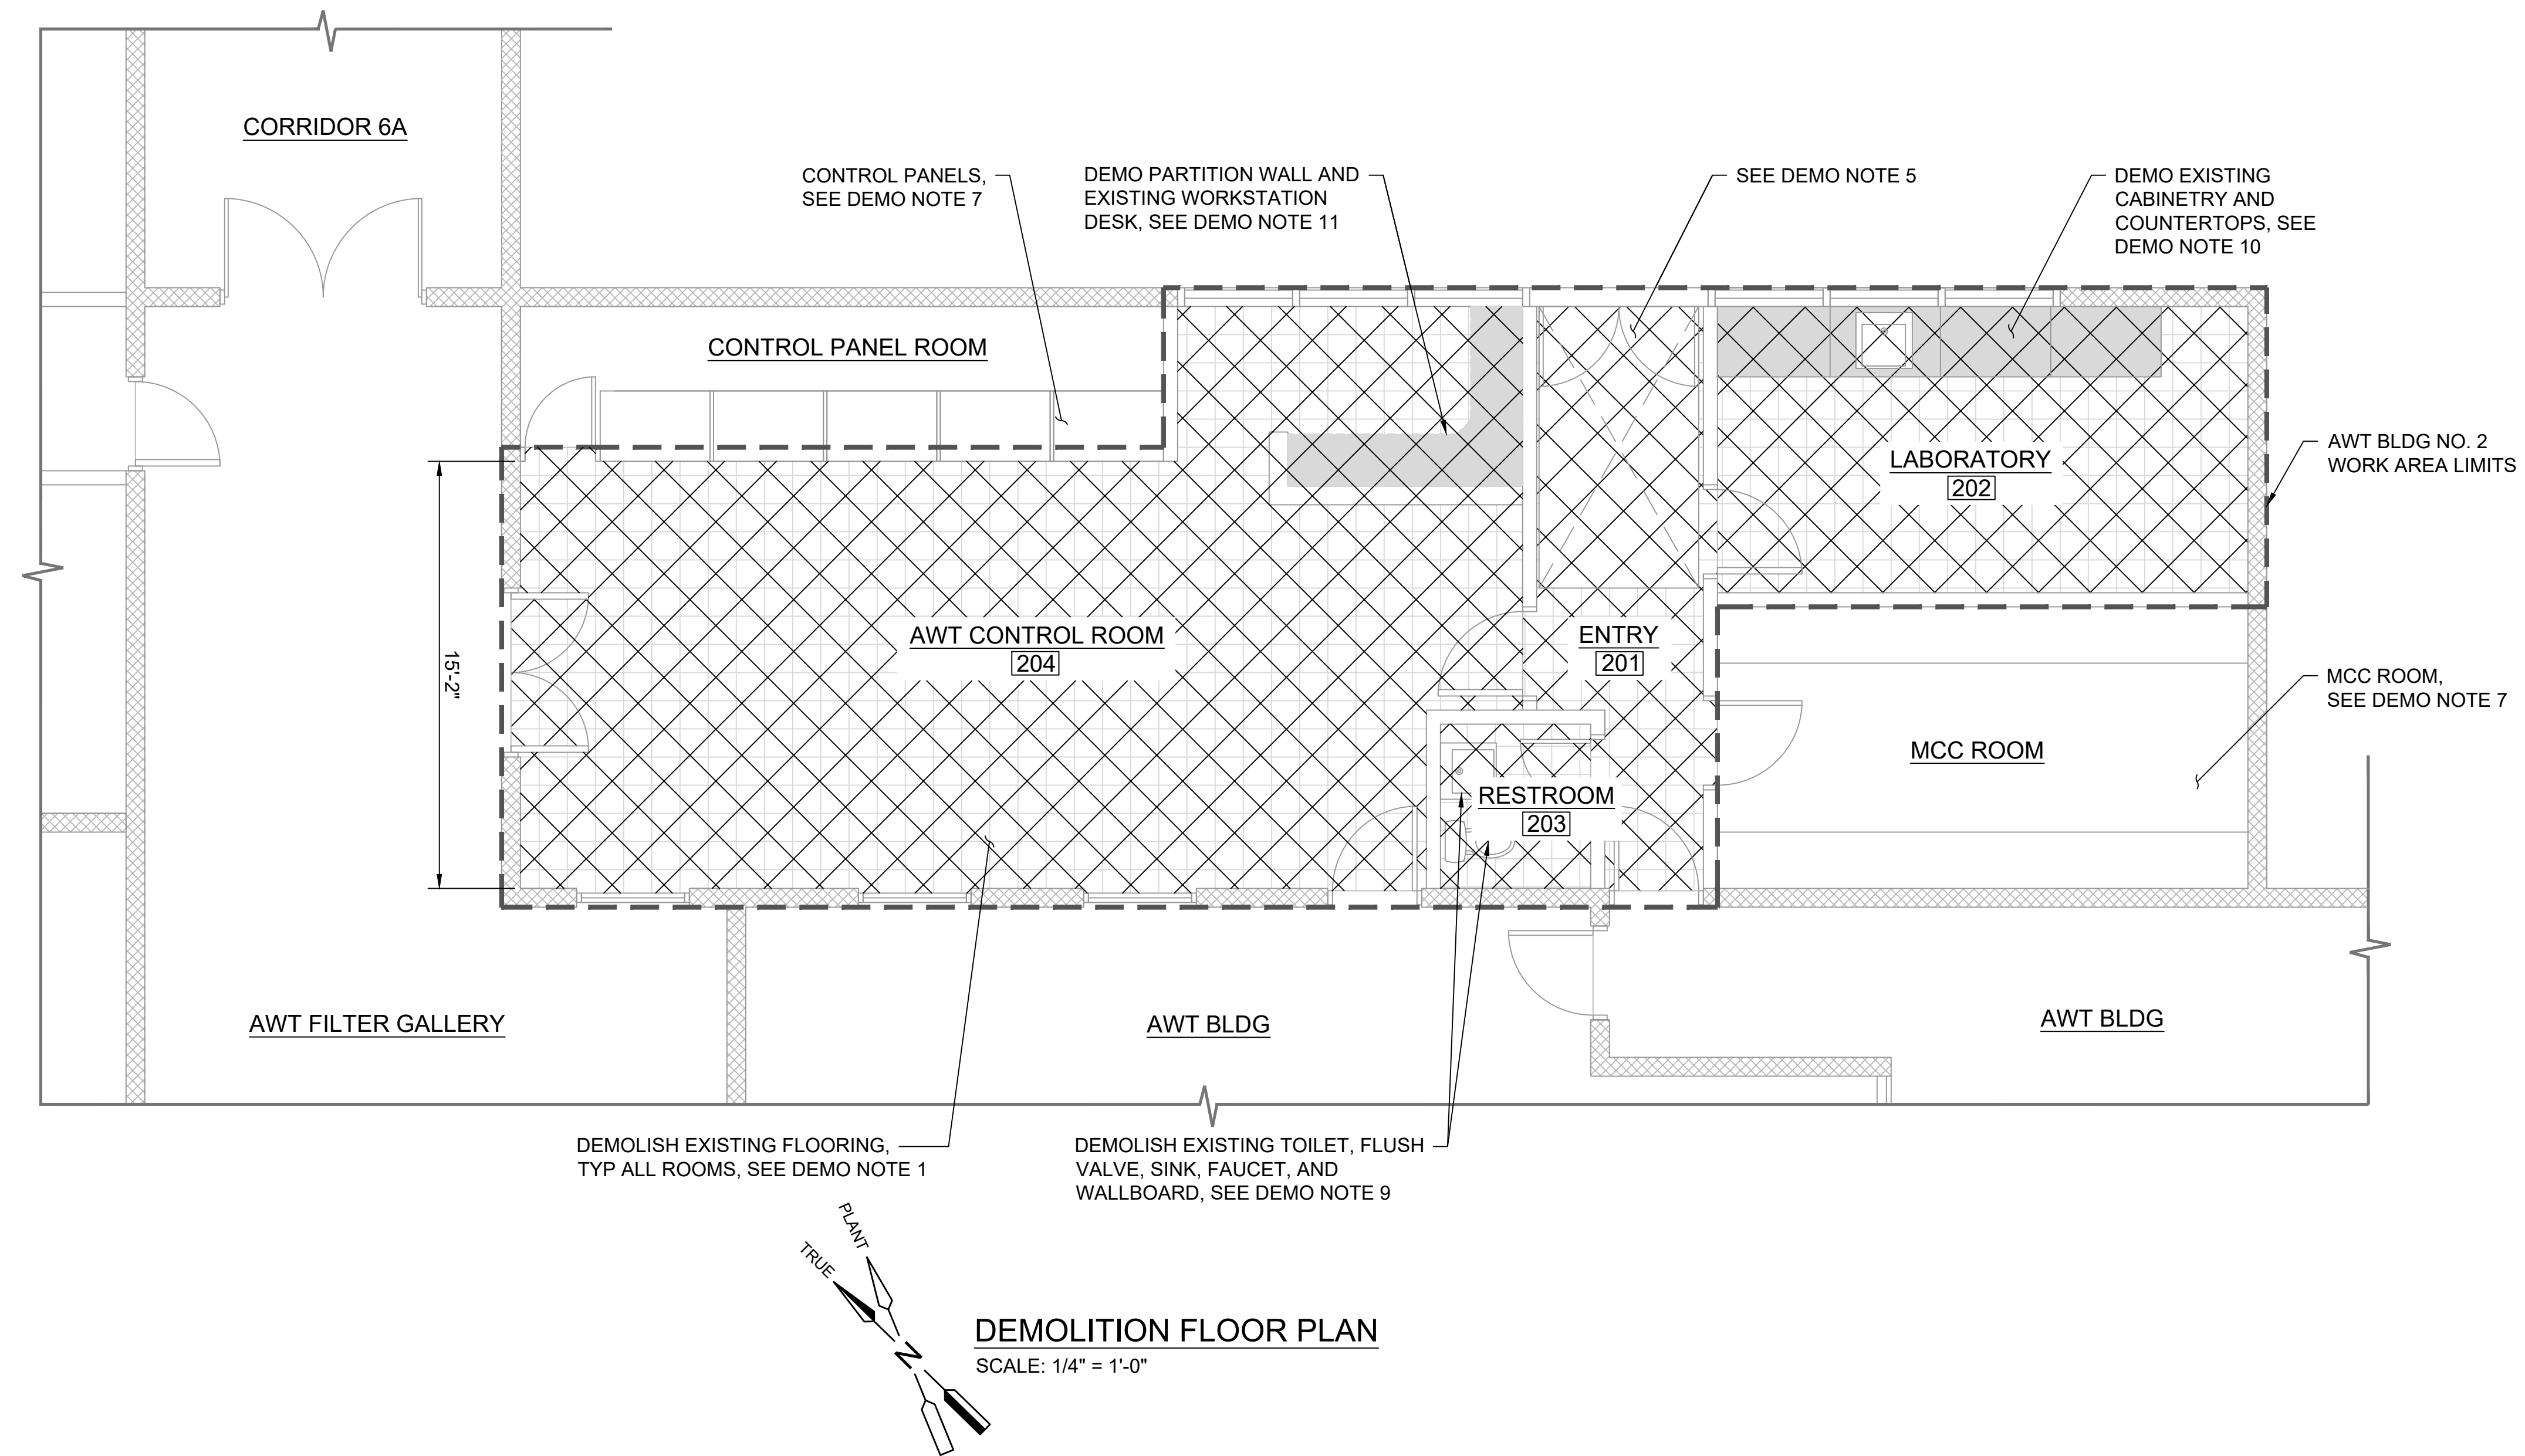 CORRIDOR 6A
CONTROL PANELS,
SEE DEMO NOTE 7
DEMO PARTITION WALL AND
EXISTING WORKSTATION
DESK, SEE DEMO NOTE 11
SEE DEMO NOTE 5
DEMO EXISTING
CABINETRY AND
COUNTERTOPS, SEE
DEMO NOTE 10
CONTROL PANEL ROOM
LABORATORY
202
AWT BLDG NO. 2
WORK AREA LIMITS
15'-2"
AWT CONTROL ROOM
204
ENTRY
201
MCC ROOM,
SEE DEMO NOTE 7
MCC ROOM
RESTROOM
203
AWT FILTER GALLERY
AWT BLDG
AWT BLDG
DEMOLISH EXISTING FLOORING,
TYP ALL ROOMS, SEE DEMO NOTE 1
DEMOLISH EXISTING TOILET, FLUSH
VALVE, SINK, FAUCET, AND
WALLBOARD, SEE DEMO NOTE 9
PLANT
TRUE
N
DEMOLITION FLOOR PLAN
SCALE: 1/4" = 1'-0"